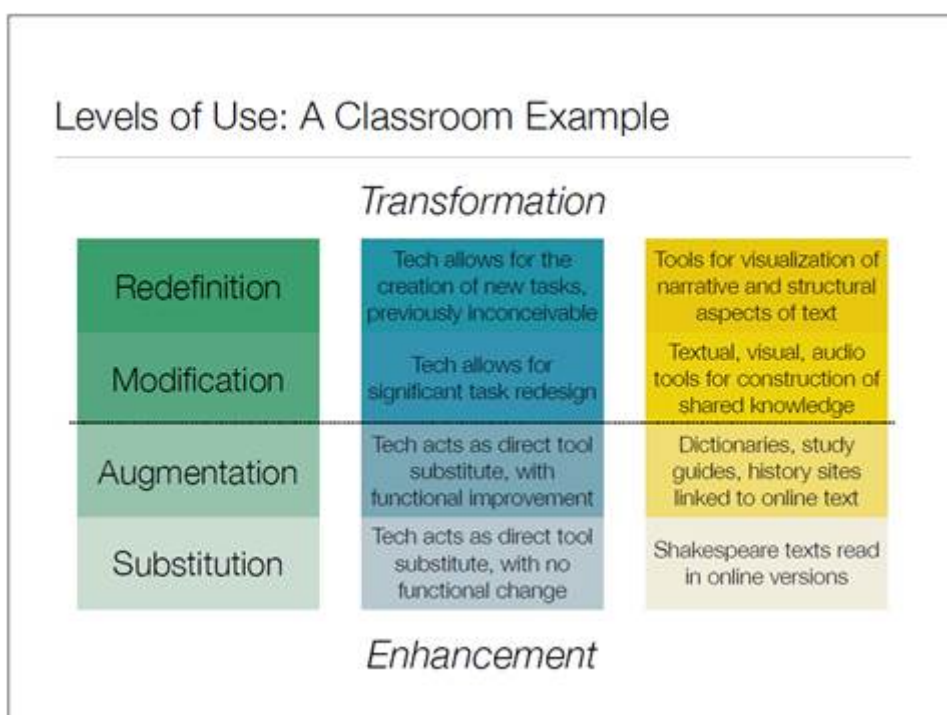 Levels of Use: A Classroom Example
Transformation
Redefinition
Tech allows for the
creation of new tasks,
previously inconceivable
Tools for visualization of
narrative and structural
aspects of text
Modification
Tech allows for
significant task redesign
Textual, visual, audio
tools for construction of
shared knowledge
Augmentation
Tech acts as direct tool
substitute, with
functional improvement
Dictionaries, study
guides, history sites
linked to online text
Substitution
Tech acts as direct tool
substitute, with no
functional change
Shakespeare texts read
in online versions
Enhancement